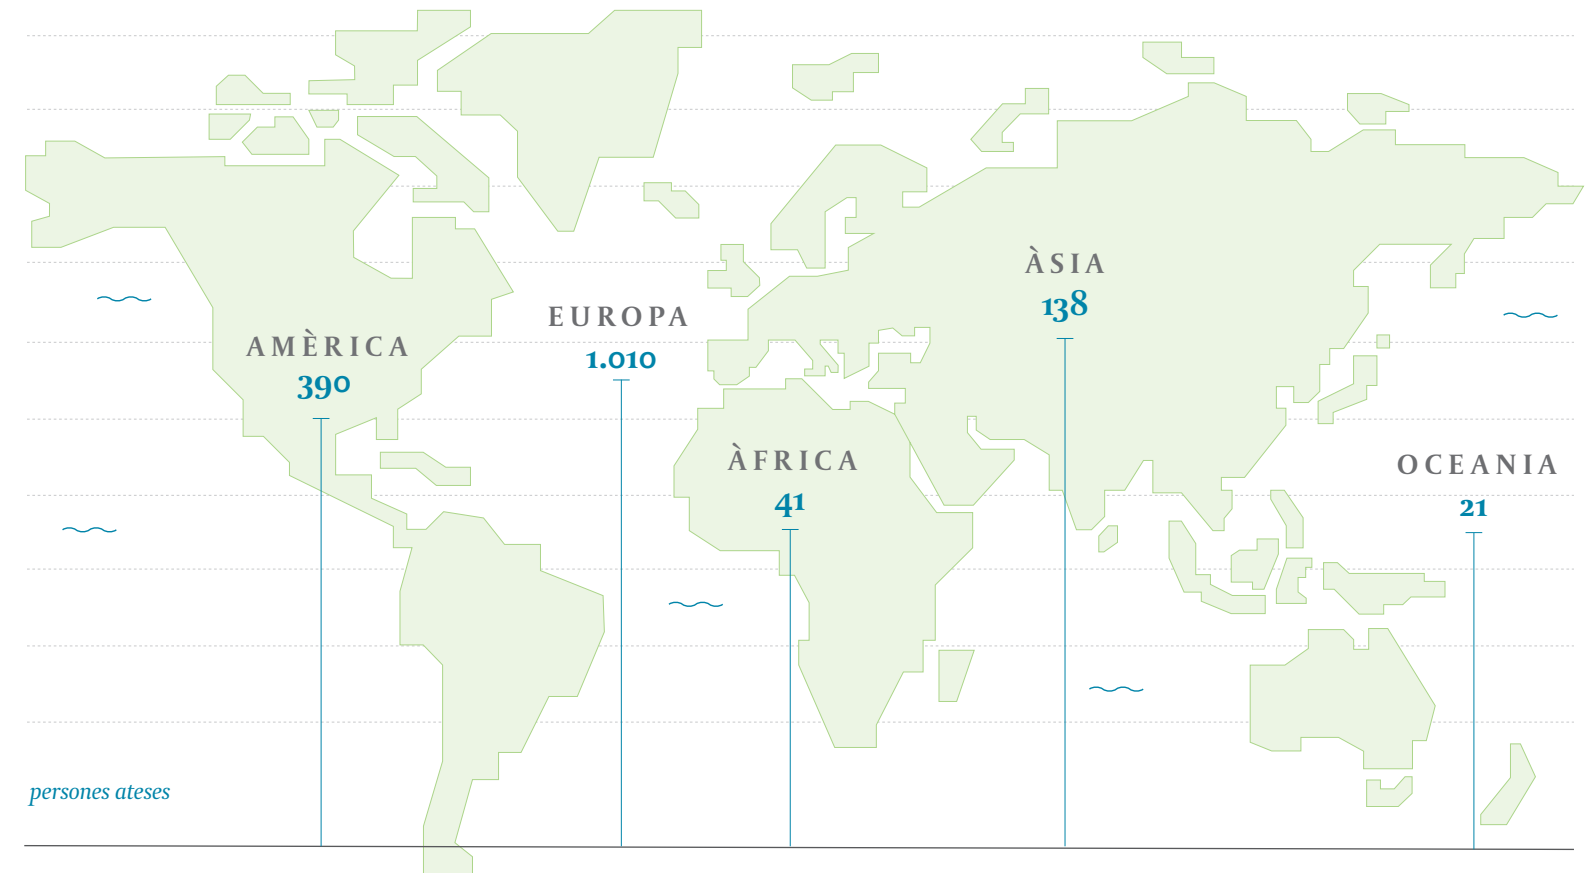 ÀSIA
138
EUROPA
1.010
AMÈRICA
390
ÀFRICA
41
OCEANIA
21
persones ateses